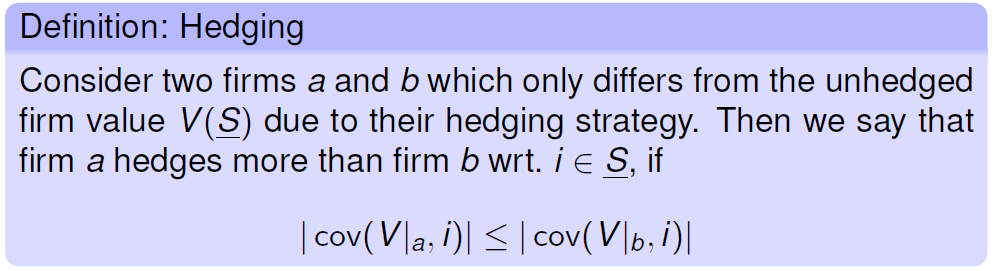 Definition: Hedging
Consider two firms a and b which only differs from the unhedged
firm value V(S) due to their hedging strategy. Then we say that
firm a hedges more than firm b wrt. i ∈ S, if
| cov(V|a, i)| ≤ | cov(V|b, i)|